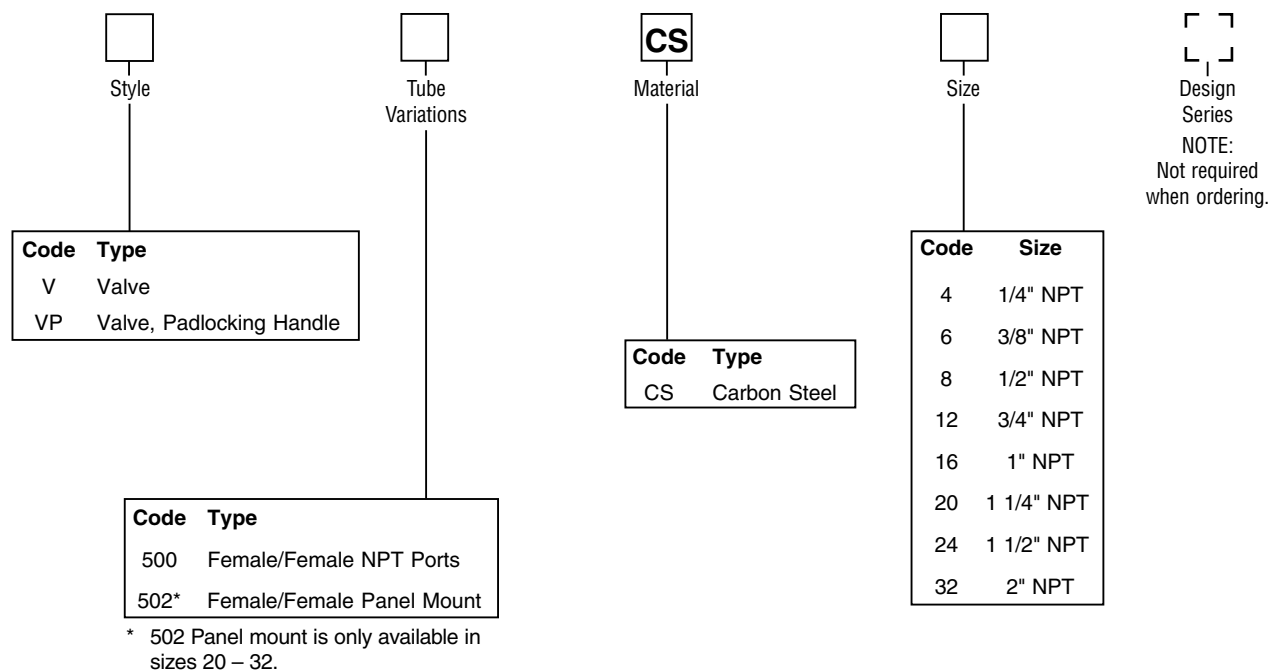 CS
Style
Tube
Variations
Material
Size
Design
Series
NOTE:
Not required
when ordering.
Code Type
V Valve
VP Valve, Padlocking Handle
Code Type
500 Female/Female NPT Ports
502* Female/Female Panel Mount
* 502 Panel mount is only available in
sizes 20 – 32.
Code Type
CS Carbon Steel
Code Size
4 1/4" NPT
6 3/8" NPT
8 1/2" NPT
12 3/4" NPT
16 1" NPT
20 1 1/4" NPT
24 1 1/2" NPT
32 2" NPT